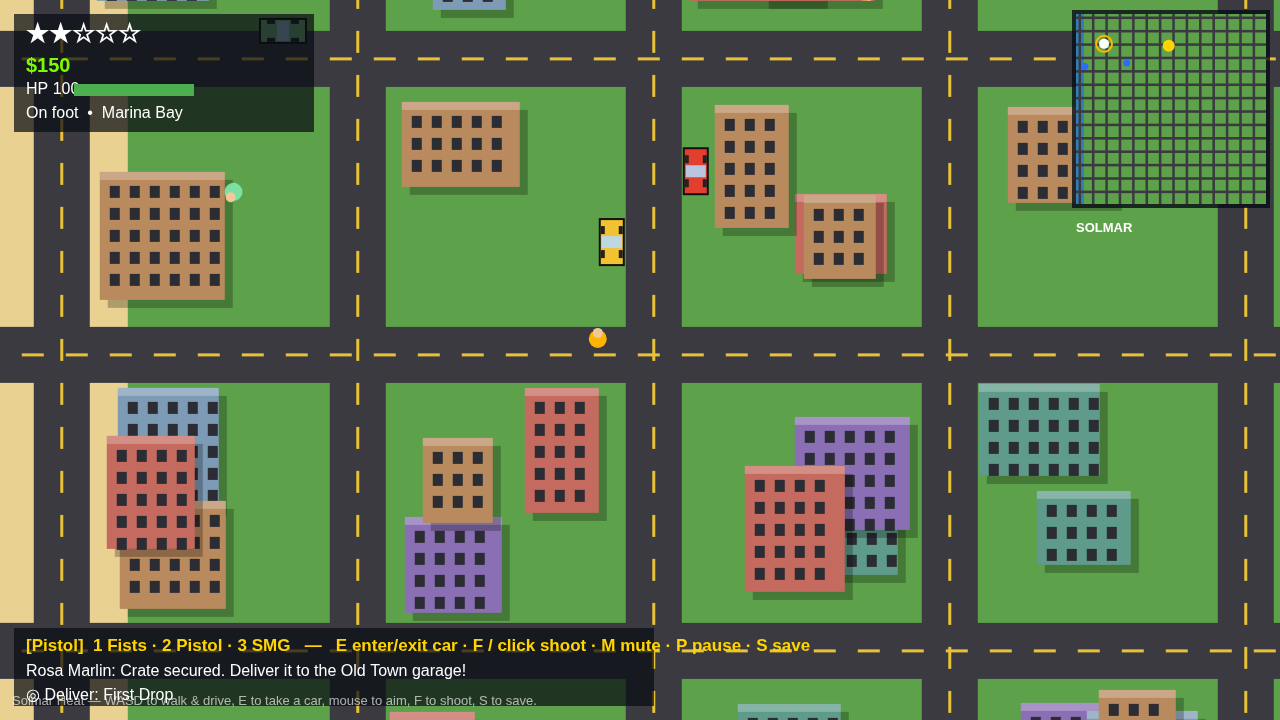 ★★☆☆☆
$150
HP 100
On foot • Marina Bay
SOLMAR
[Pistol] 1 Fists · 2 Pistol · 3 SMG — E enter/exit car · F / click shoot · M mute · P pause · S save
Rosa Marlin: Crate secured. Deliver it to the Old Town garage!
◎ Deliver: First Drop
Solmar Heat — WASD to walk & drive, E to take a car, mouse to aim, F to shoot, S to save.